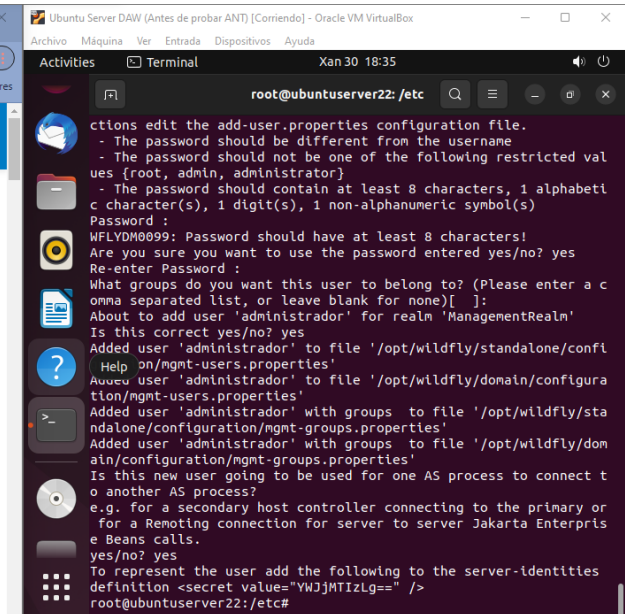 Ubuntu Server DAW (Antes de probar ANT) [Corriendo] - Oracle VM VirtualBox
Archivo Máquina Ver Entrada Dispositivos Ayuda
Activities Terminal Xan 30 18:35
res
root@ubuntuserver22: /etc
ctions edit the add-user.properties configuration file.
- The password should be different from the username
- The password should not be one of the following restricted val
ues {root, admin, administrator}
- The password should contain at least 8 characters, 1 alphabeti
c character(s), 1 digit(s), 1 non-alphanumeric symbol(s)
Password :
WFLYDM0099: Password should have at least 8 characters!
Are you sure you want to use the password entered yes/no? yes
Re-enter Password :
What groups do you want this user to belong to? (Please enter a c
omma separated list, or leave blank for none)[ ]:
About to add user 'administrador' for realm 'ManagementRealm'
Is this correct yes/no? yes
Added user 'administrador' to file '/opt/wildfly/standalone/confi
Help
on/mgmt-users.properties'
Added user 'administrador' to file '/opt/wildfly/domain/configura
tion/mgmt-users.properties'
Added user 'administrador' with groups to file '/opt/wildfly/sta
ndalone/configuration/mgmt-groups.properties'
Added user 'administrador' with groups to file '/opt/wildfly/dom
ain/configuration/mgmt-groups.properties'
Is this new user going to be used for one AS process to connect t
o another AS process?
e.g. for a secondary host controller connecting to the primary or
for a Remoting connection for server to server Jakarta Enterpris
e Beans calls.
yes/no? yes
To represent the user add the following to the server-identities
definition <secret value="YWJjMTIzLg==" />
root@ubuntuserver22:/etc#